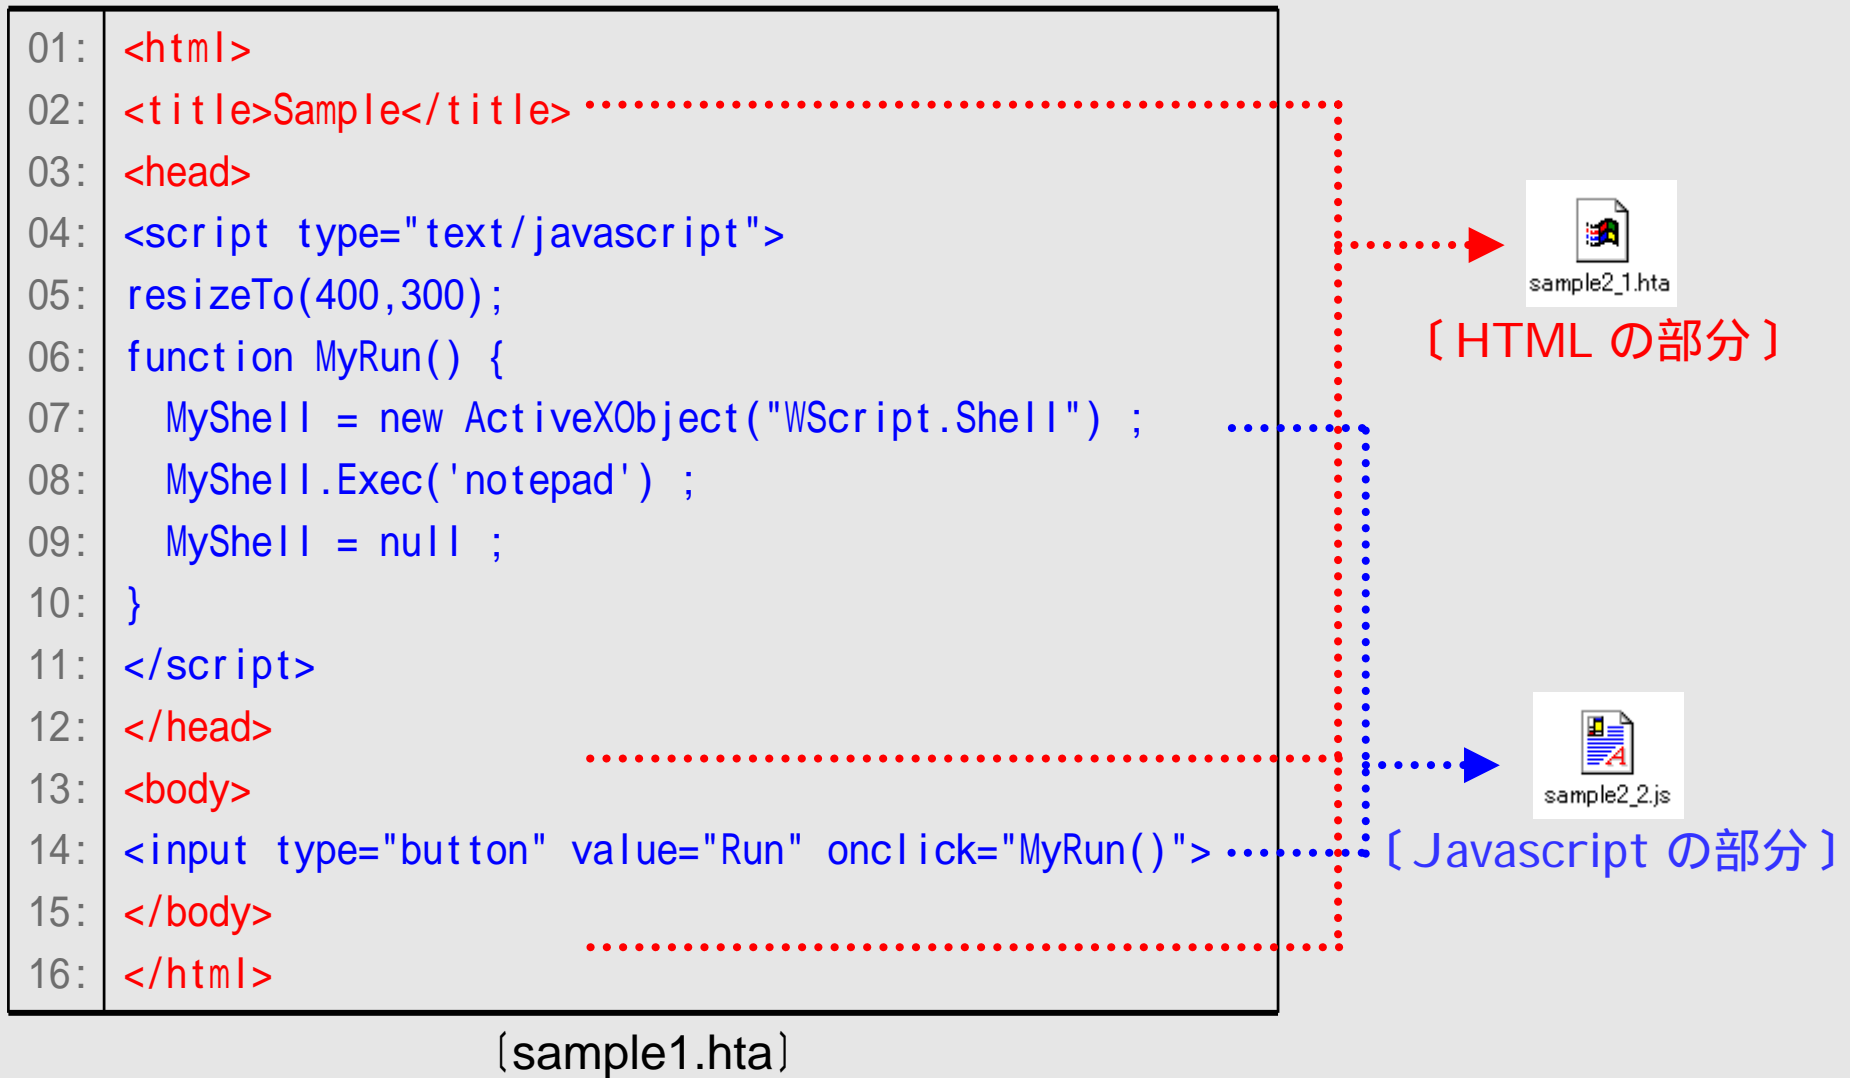 01: <html>
02: <title>Sample</title>
03: <head>
04: <script type="text/javascript">
05: resizeTo(400,300);
06: function MyRun() {
07:   MyShell = new ActiveXObject("WScript.Shell") ;
08:   MyShell.Exec('notepad') ;
09:   MyShell = null ;
10: }
11: </script>
12: </head>
13: <body>
14: <input type="button" value="Run" onclick="MyRun()">
15: </body>
16: </html>
〔sample1.hta〕
sample2_1.hta
〔HTML の部分〕
sample2_2.js
〔Javascript の部分〕